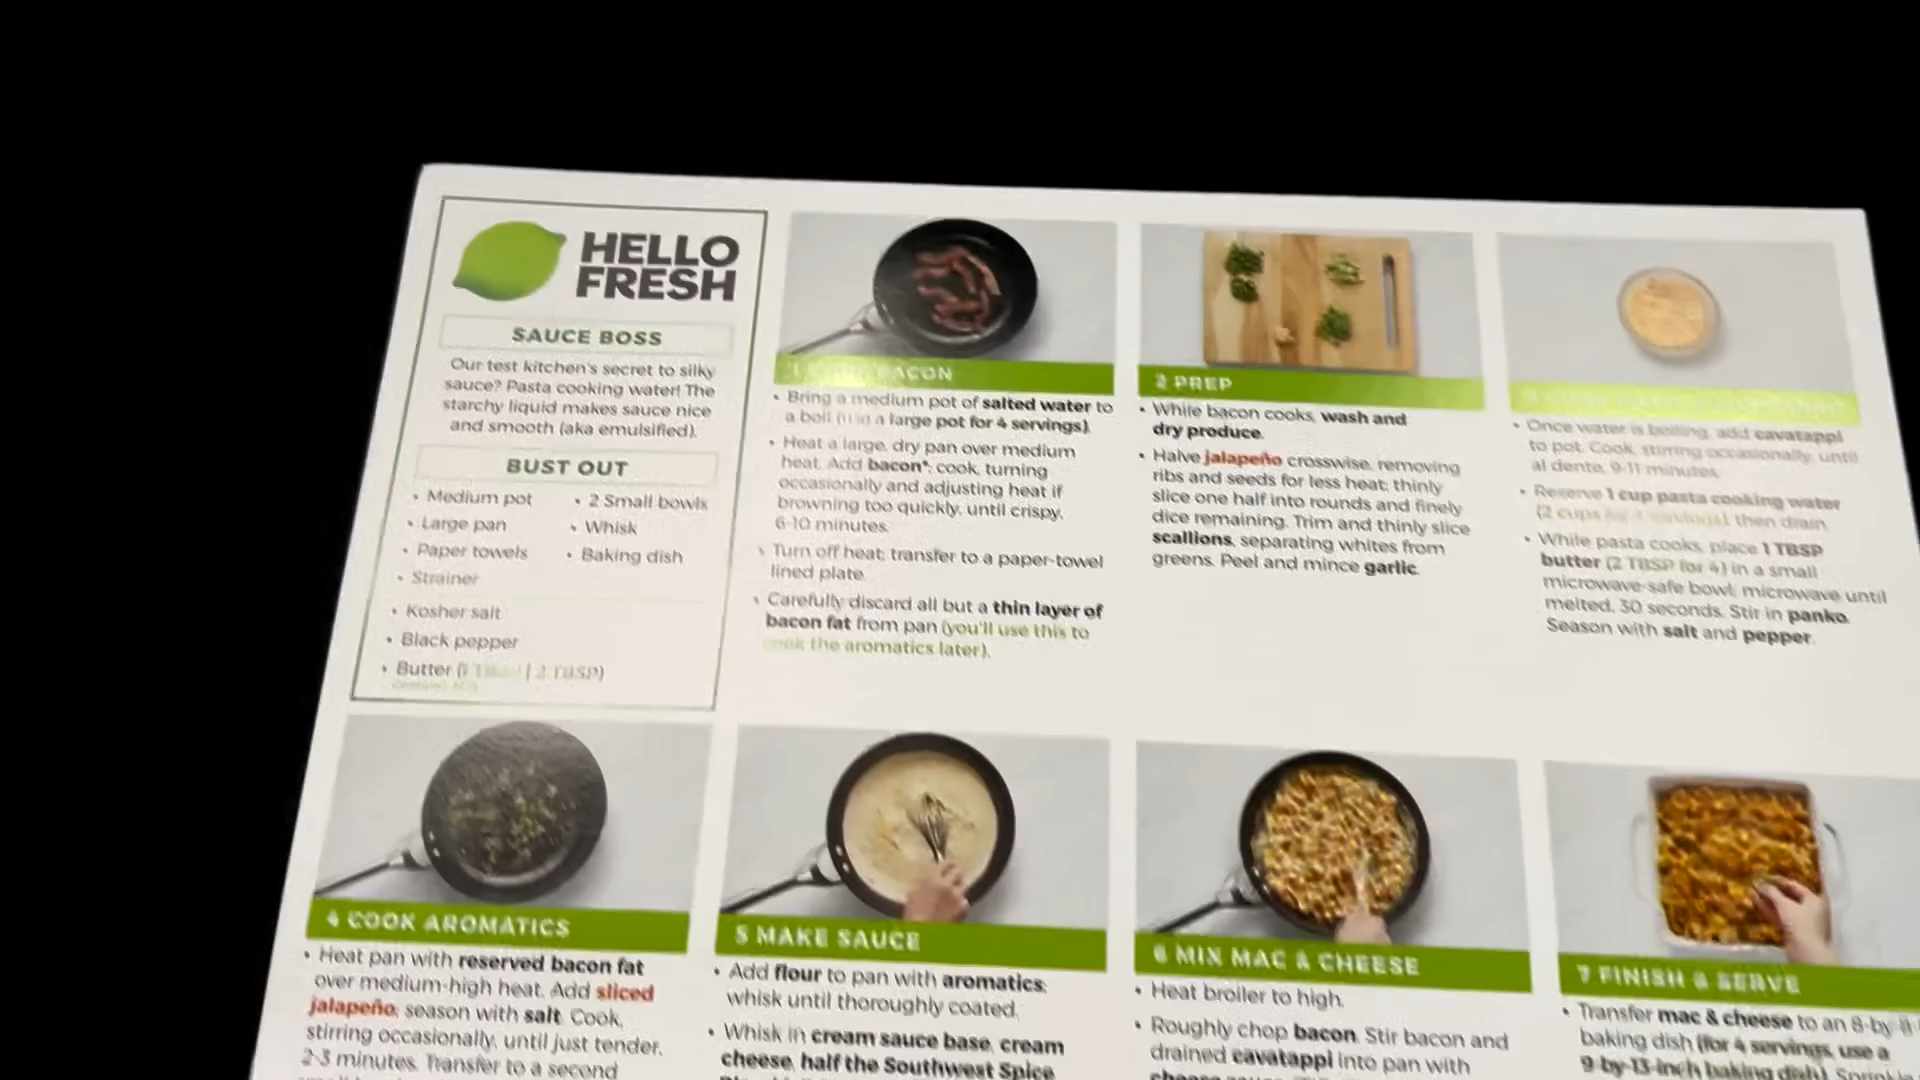 HELLO
FRESH
SAUCE BOSS
Our test kitchen's secret to silky
sauce? Pasta cooking water! The
starchy liquid makes sauce nice
and smooth (aka emulsified).
BUST OUT
• Medium pot
• Large pan
• Paper towels
• Strainer
• 2 Small bowls
• Whisk
• Baking dish
• Kosher salt
• Black pepper
• Butter ( | 2 TBSP)
1 BACON
• Bring a medium pot of salted water to
a boil ( a large pot for 4 servings).
• Heat a large, dry pan over medium
heat. Add bacon*; cook, turning
occasionally and adjusting heat if
browning too quickly, until crispy,
6-10 minutes.
• Turn off heat; transfer to a paper-towel
lined plate.
• Carefully discard all but a thin layer of
bacon fat from pan (you'll use this to
cook the aromatics later).
2 PREP
• While bacon cooks, wash and
dry produce.
• Halve jalapeño crosswise, removing
ribs and seeds for less heat; thinly
slice one half into rounds and finely
dice remaining. Trim and thinly slice
scallions, separating whites from
greens. Peel and mince garlic.
• Once water is boiling, add cavatappi
to pot. Cook, stirring occasionally, until
al dente, 9-11 minutes.
• Reserve 1 cup pasta cooking water
(2 cups for 4 servings), then drain.
• While pasta cooks, place 1 TBSP
butter (2 TBSP for 4) in a small
microwave-safe bowl; microwave until
melted, 30 seconds. Stir in panko.
Season with salt and pepper.
4 COOK AROMATICS
• Heat pan with reserved bacon fat
over medium-high heat. Add sliced
jalapeño; season with salt. Cook,
stirring occasionally, until just tender,
2-3 minutes. Transfer to a second
5 MAKE SAUCE
• Add flour to pan with aromatics;
whisk until thoroughly coated.
• Whisk in cream sauce base, cream
cheese, half the Southwest Spice
6 MIX MAC & CHEESE
• Heat broiler to high.
• Roughly chop bacon. Stir bacon and
drained cavatappi into pan with
7 FINISH & SERVE
• Transfer mac & cheese to an 8-by-8-
baking dish (for 4 servings, use a
9-by-13-inch baking dish). Sprinkle